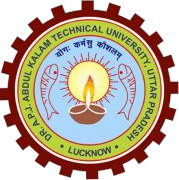 DR. A.P.J. ABDUL KALAM TECHNICAL UNIVERSITY, UTTAR PRADESH
योगः कर्मसु कौशलम्
LUCKNOW